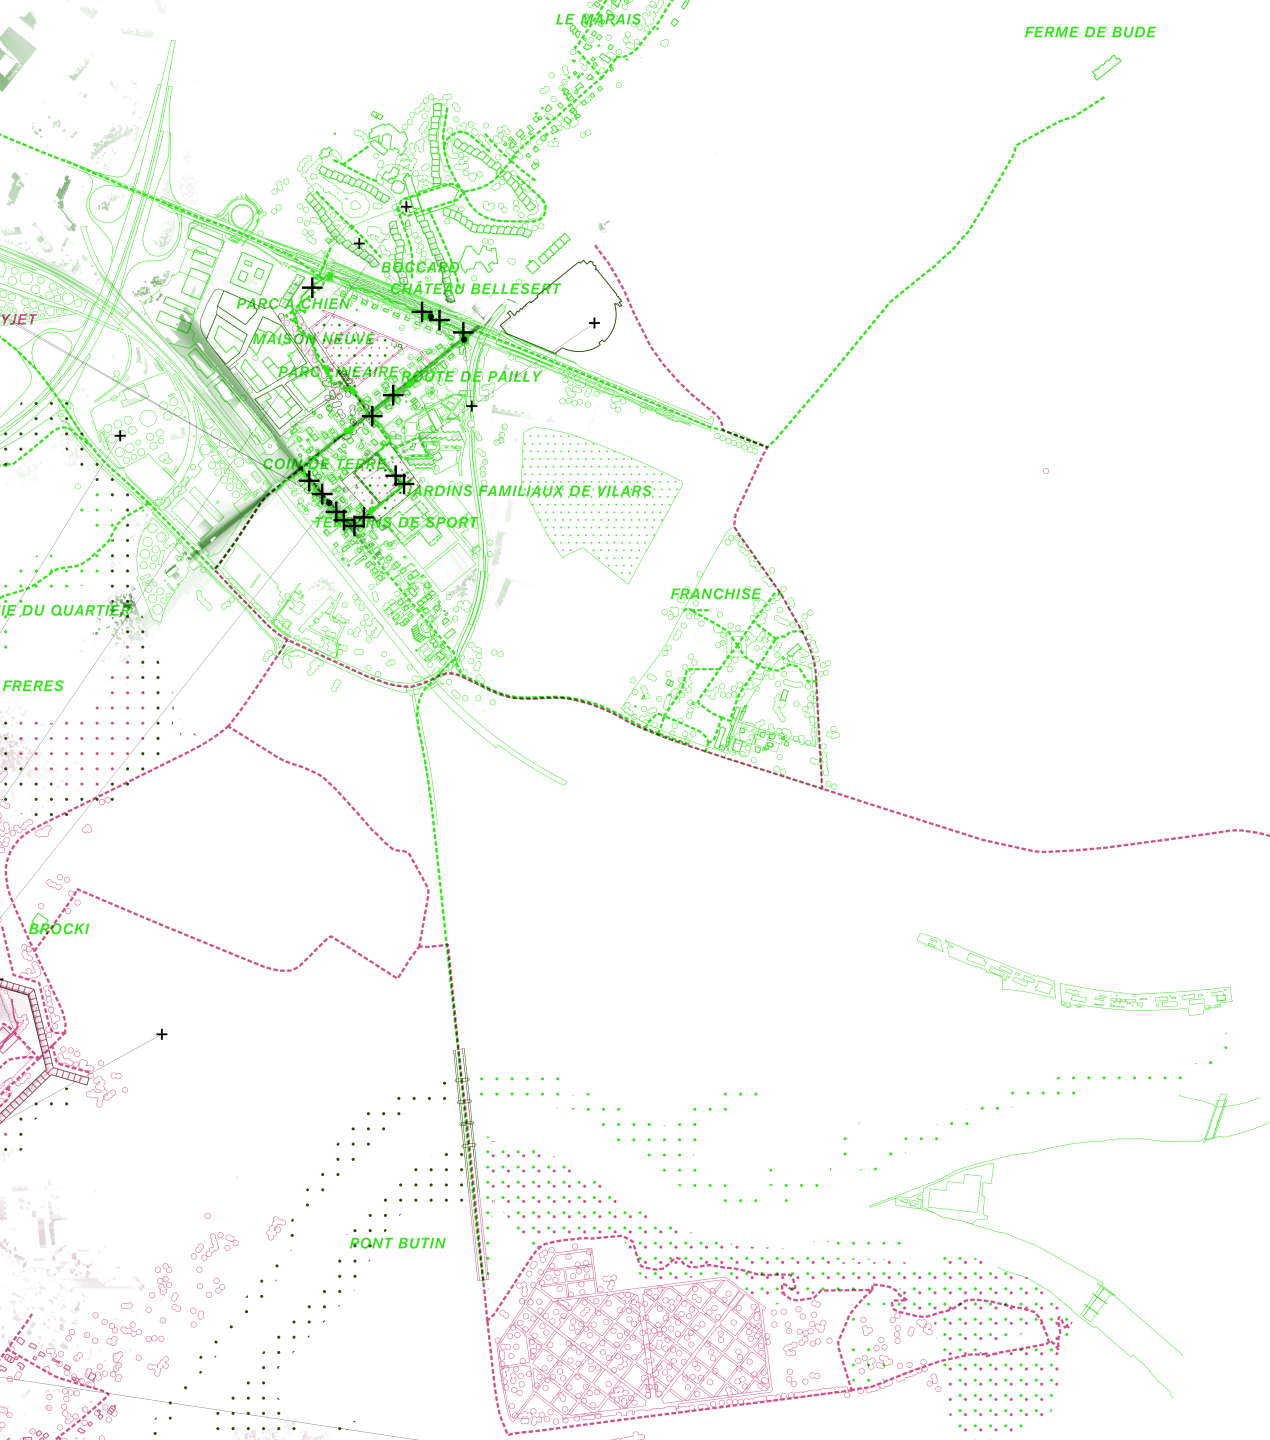 LE MARAIS
FERME DE BUDE
BOCCARD
CHÂTEAU BELLESERT
PARC A CHIEN
YJET
MAISON NEUVE
PARC LINEAIRE
ROUTE DE PAILLY
COIN DE TERRE
JARDINS FAMILIAUX DE VILARS
TERRAINS DE SPORT
FRANCHISE
IE DU QUARTIER
FRERES
BROCKI
PONT BUTIN